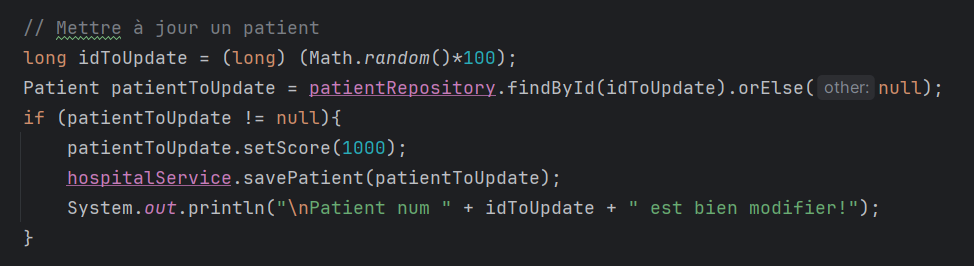 // Mettre à jour un patient
long idToUpdate = (long) (Math.random()*100);
Patient patientToUpdate = patientRepository.findById(idToUpdate).orElse( other: null);
if (patientToUpdate != null){
    patientToUpdate.setScore(1000);
    hospitalService.savePatient(patientToUpdate);
    System.out.println("\nPatient num " + idToUpdate + " est bien modifier!");
}